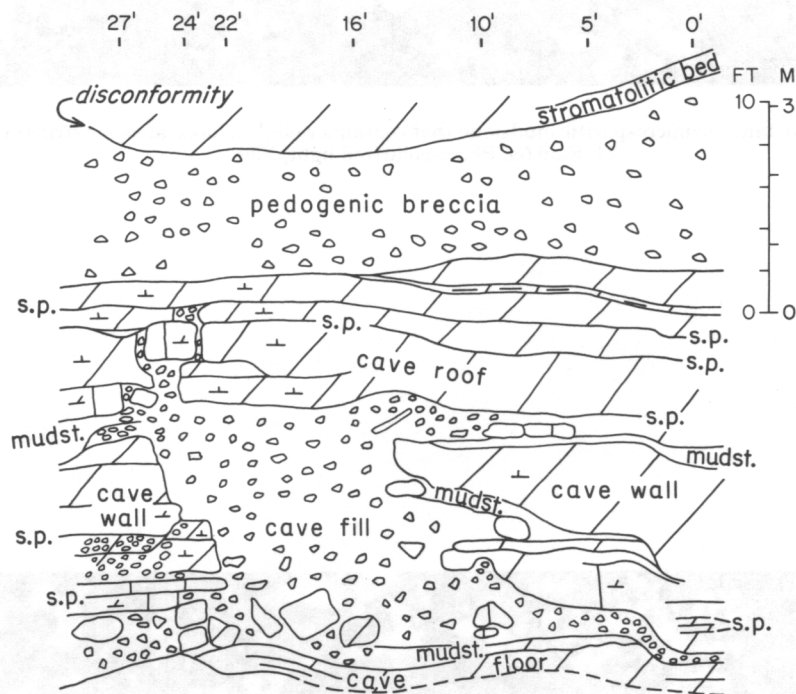 27' 24' 22' 16' 10' 5' 0'
stromatolitic bed
FT M
10 3
disconformity
pedogenic breccia
s.p.
0 0
s.p. s.p.
cave roof
s.p.
mudst. mudst.
cave wall
mudst.
cave wall
s.p.
cave fill
s.p.
s.p.
mudst. floor
cave